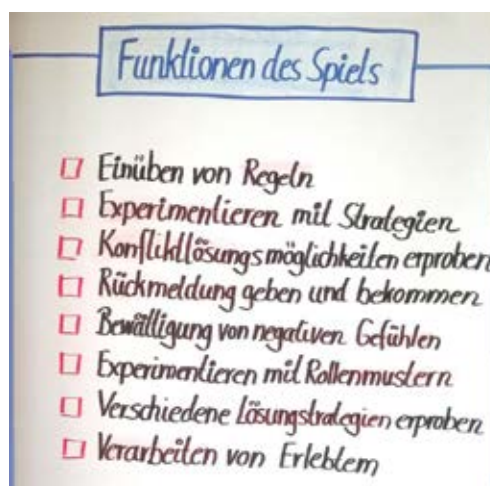 Funktionen des Spiels
Einüben von Regeln
Experimentieren mit Strategien
Konfliktlösungsmöglichkeiten erproben
Rückmeldung geben und bekommen
Bewältigung von negativen Gefühlen
Experimentieren mit Rollenmustern
Verschiedene Lösungstrategien erproben
Verarbeiten von Erlebtem